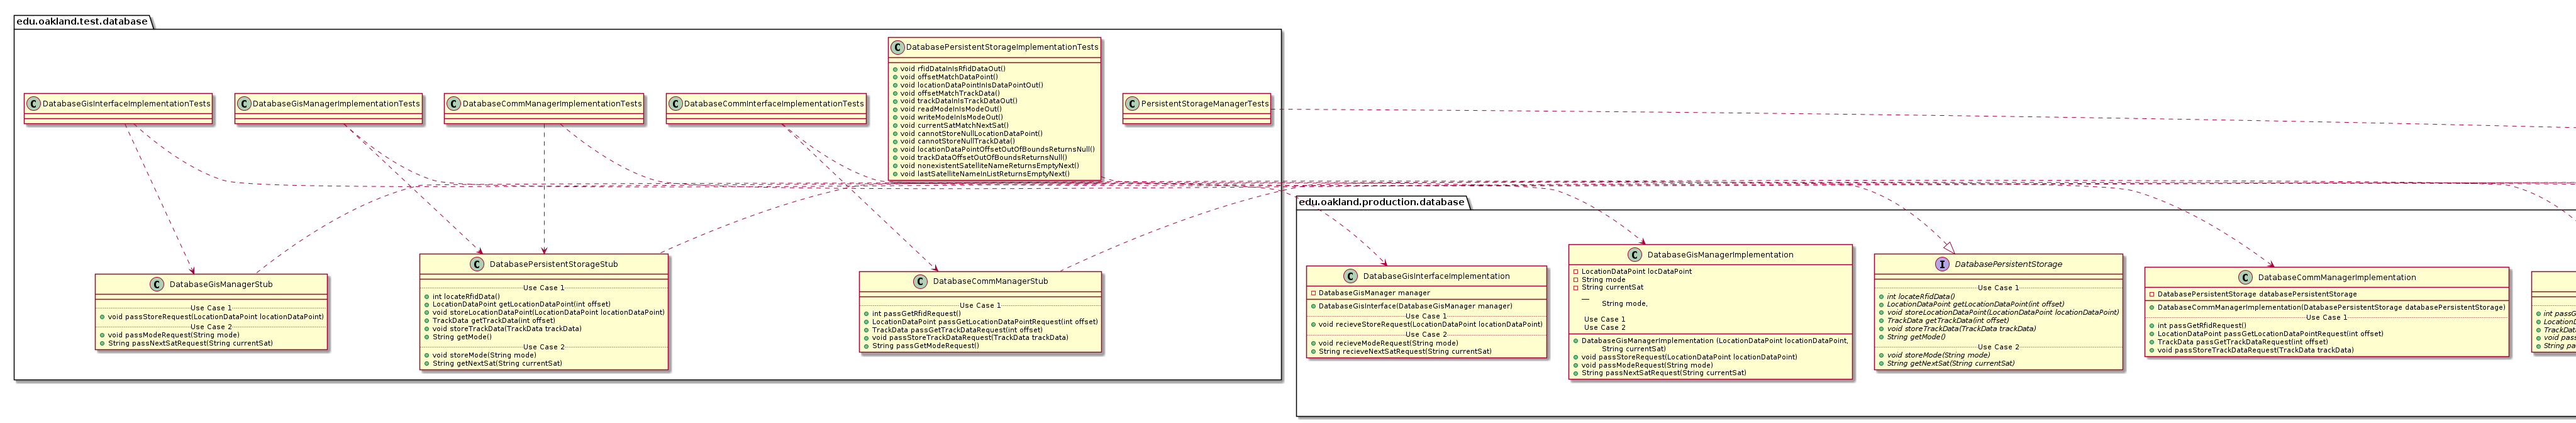 edu.oakland.test.database
DatabasePersistentStorageImplementationTests
void rfidDataInIsRfidDataOut()
void offsetMatchDataPoint()
void locationDataPointInIsDataPointOut()
void offsetMatchTrackData()
void trackDataInIsTrackDataOut()
void readModeInIsModeOut()
void writeModeInIsModeOut()
void currentSatMatchNextSat()
void cannotStoreNullLocationDataPoint()
void cannotStoreNullTrackData()
void locationDataPointOffsetOutOfBoundsReturnsNull()
void trackDataOffsetOutOfBoundsReturnsNull()
void nonexistentSatelliteNameReturnsEmptyNext()
void lastSatelliteNameInListReturnsEmptyNext()
DatabaseGisInterfaceImplementationTests
DatabaseGisManagerImplementationTests
DatabaseCommManagerImplementationTests
DatabaseCommInterfaceImplementationTests
PersistentStorageManagerTests
DatabaseGisManagerStub
Use Case 1
void passStoreRequest(LocationDataPoint locationDataPoint)
Use Case 2
void passModeRequest(String mode)
String passNextSatRequest(String currentSat)
DatabasePersistentStorageStub
Use Case 1
int locateRfidData()
LocationDataPoint getLocationDataPoint(int offset)
void storeLocationDataPoint(LocationDataPoint locationDataPoint)
TrackData getTrackData(int offset)
void storeTrackData(TrackData trackData)
String getMode()
Use Case 2
void storeMode(String mode)
String getNextSat(String currentSat)
DatabaseCommManagerStub
Use Case 1
int passGetRfidRequest()
LocationDataPoint passGetLocationDataPointRequest(int offset)
TrackData passGetTrackDataRequest(int offset)
void passStoreTrackDataRequest(TrackData trackData)
String passGetModeRequest()
edu.oakland.production.database
DatabaseGisInterfaceImplementation
DatabaseGisManager manager
DatabaseGisInterface(DatabaseGisManager manager)
Use Case 1
void recieveStoreRequest(LocationDataPoint locationDataPoint)
Use Case 2
void recieveModeRequest(String mode)
String recieveNextSatRequest(String currentSat)
DatabaseGisManagerImplementation
LocationDataPoint locDataPoint
String mode
String currentSat
String mode,
Use Case 1
Use Case 2
DatabaseGisManagerImplementation (LocationDataPoint locationDataPoint,
String currentSat)
void passStoreRequest(LocationDataPoint locationDataPoint)
void passModeRequest(String mode)
String passNextSatRequest(String currentSat)
DatabasePersistentStorage
Use Case 1
int locateRfidData()
LocationDataPoint getLocationDataPoint(int offset)
void storeLocationDataPoint(LocationDataPoint locationDataPoint)
TrackData getTrackData(int offset)
void storeTrackData(TrackData trackData)
String getMode()
Use Case 2
void storeMode(String mode)
String getNextSat(String currentSat)
DatabaseCommManagerImplementation
DatabasePersistentStorage databasePersistentStorage
DatabaseCommManagerImplementation(DatabasePersistentStorage databasePersistentStorage)
Use Case 1
int passGetRfidRequest()
LocationDataPoint passGetLocationDataPointRequest(int offset)
TrackData passGetTrackDataRequest(int offset)
void passStoreTrackDataRequest(TrackData trackData)
int passG
Location
TrackData
void pass
String pa